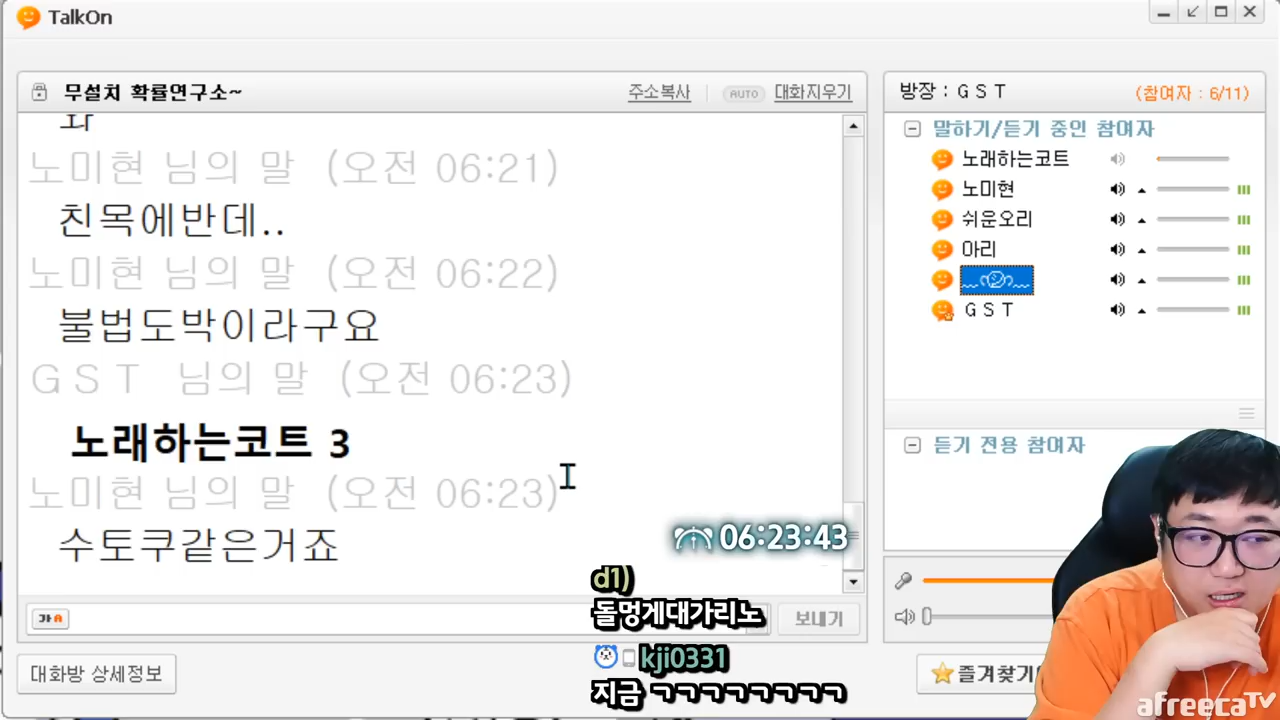 TalkOn
무설치 확률연구소~
주소복사
AUTO
대화지우기
노미현 님의 말 (오전 06:21)
친목에반데..
노미현 님의 말 (오전 06:22)
불법도박이라구요
G S T 님의 말 (오전 06:23)
노래하는코트 3
노미현 님의 말 (오전 06:23)
수토쿠같은거죠
가A
보내기
대화방 상세정보
방장 : G S T
(참여자 : 6/11)
말하기/듣기 중인 참여자
노래하는코트
노미현
쉬운오리
아리
G S T
듣기 전용 참여자
즐겨찾기
06:23:43
d1)
돌멍게대가리노
kji0331
지금 ㄱㄱㄱㄱㄱㄱㄱㄱ
afreecaTV